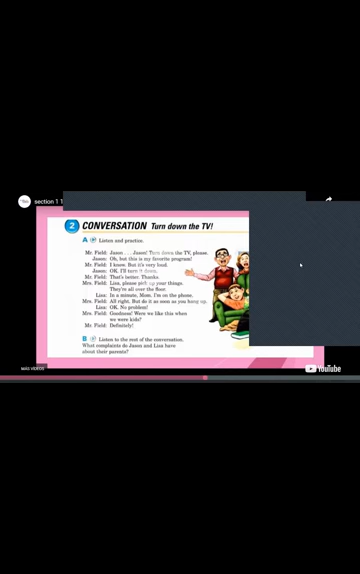 section 1 1
2 CONVERSATION Turn down the TV!
A Listen and practice.
Mr. Field: Jason . . . Jason! Turn down the TV, please.
Jason: Oh, but this is my favorite program!
Mr. Field: I know. But it's very loud.
Jason: OK. I'll turn it down.
Mr. Field: That's better. Thanks.
Mrs. Field: Lisa, please pick up your things.
They're all over the floor.
Lisa: In a minute, Mom. I'm on the phone.
Mrs. Field: All right. But do it as soon as you hang up.
Lisa: OK. No problem!
Mrs. Field: Goodness! Were we like this when
we were kids?
Mr. Field: Definitely!
B Listen to the rest of the conversation.
What complaints do Jason and Lisa have
about their parents?
MORE VIDEOS
YouTube